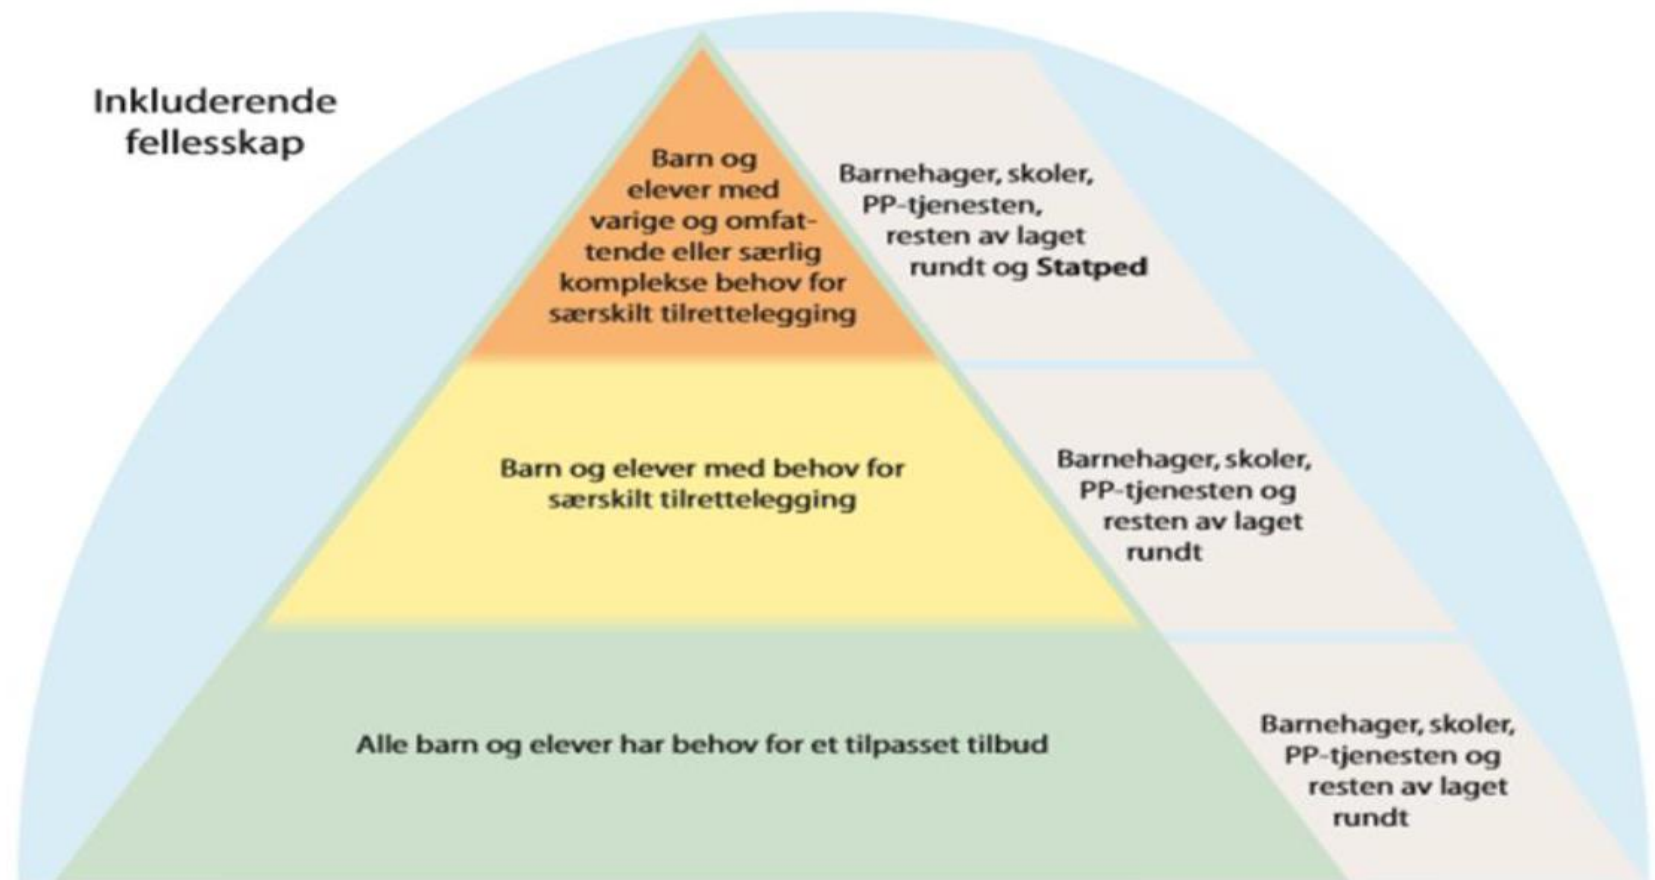 Inkluderende
fellesskap
Barn og
elever med
varige og omfat-
tende eller særlig
komplekse behov for
særskilt tilrettelegging
Barnehager, skoler,
PP-tjenesten,
resten av laget
rundt og Statped
Barn og elever med behov for
særskilt tilrettelegging
Barnehager, skoler,
PP-tjenesten og
resten av laget
rundt
Alle barn og elever har behov for et tilpasset tilbud
Barnehager, skoler,
PP-tjenesten og
resten av laget
rundt